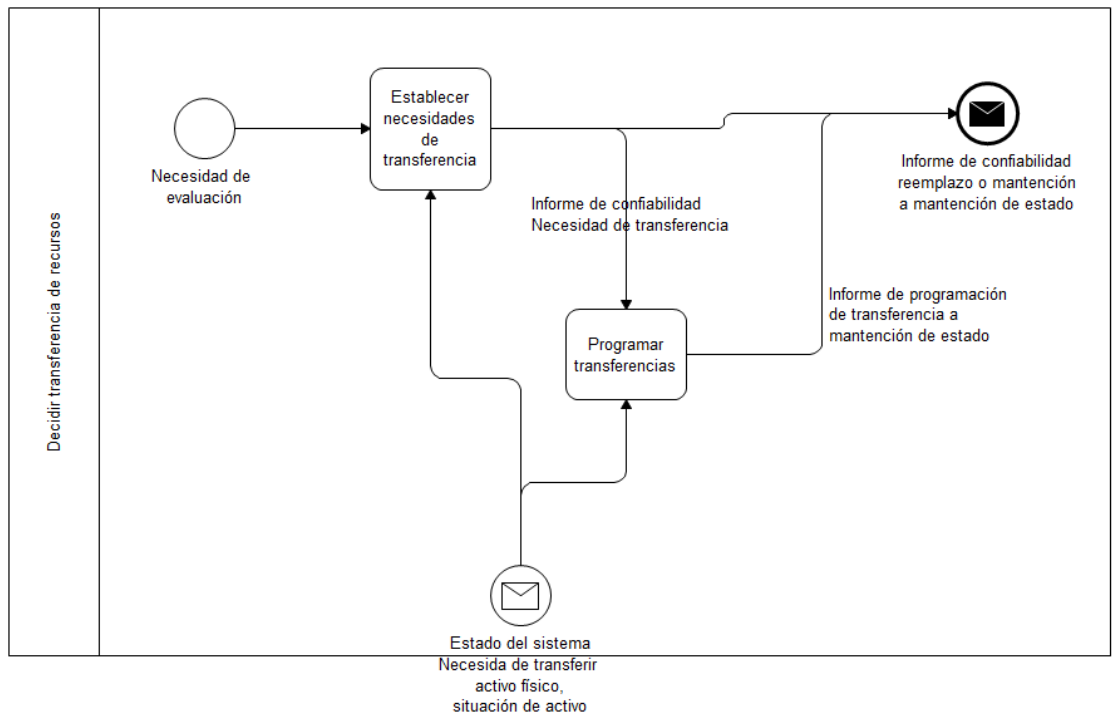 Decidir transferencia de recursos
Necesidad de
evaluación
Establecer
necesidades
de
transferencia
Informe de confiabilidad
Necesidad de transferencia
Programar
transferencias
Informe de confiabilidad
reemplazo o mantención
a mantención de estado
Informe de programación
de transferencia a
mantención de estado
Estado del sistema
Necesida de transferir
activo físico,
situación de activo